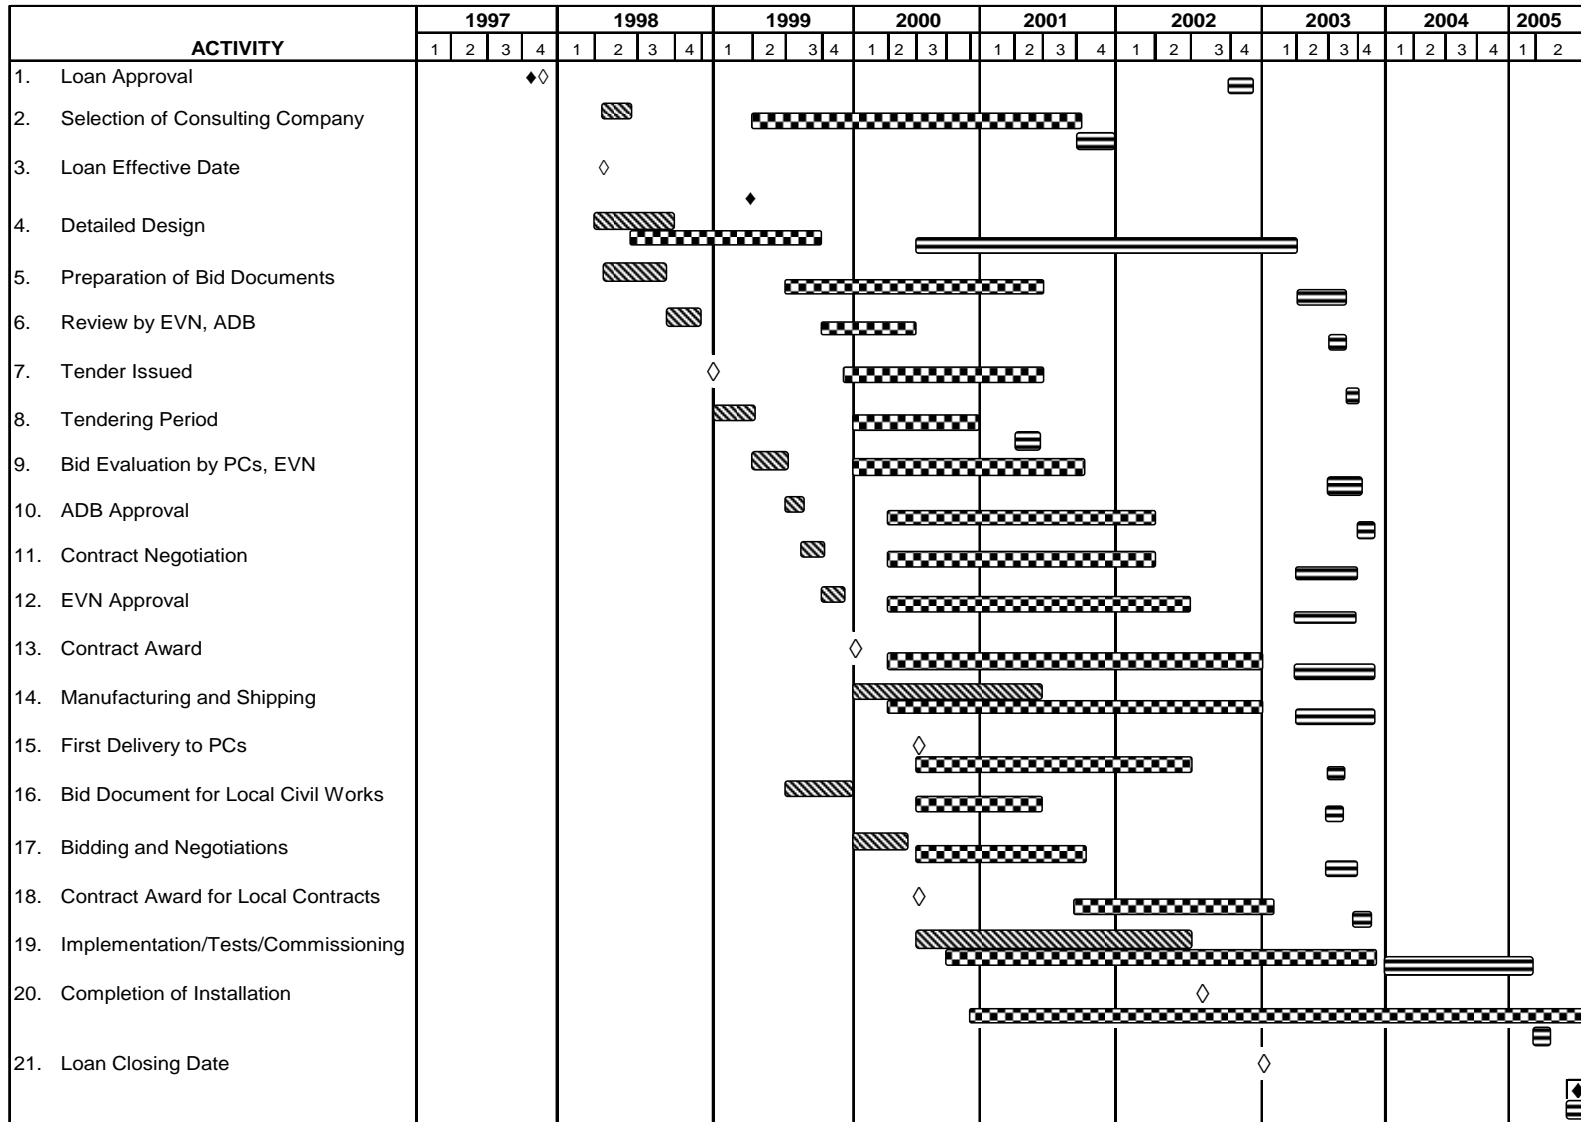 1997 1998 1999 2000 2001 2002 2003 2004 2005
ACTIVITY 1 2 3 4 1 2 3 4 1 2 3 4 1 2 3 1 2 3 4 1 2 3 4 1 2 3 4 1 2 3 4 1 2
1. Loan Approval
2. Selection of Consulting Company
3. Loan Effective Date
4. Detailed Design
5. Preparation of Bid Documents
6. Review by EVN, ADB
7. Tender Issued
8. Tendering Period
9. Bid Evaluation by PCs, EVN
10. ADB Approval
11. Contract Negotiation
12. EVN Approval
13. Contract Award
14. Manufacturing and Shipping
15. First Delivery to PCs
16. Bid Document for Local Civil Works
17. Bidding and Negotiations
18. Contract Award for Local Contracts
19. Implementation/Tests/Commissioning
20. Completion of Installation
21. Loan Closing Date